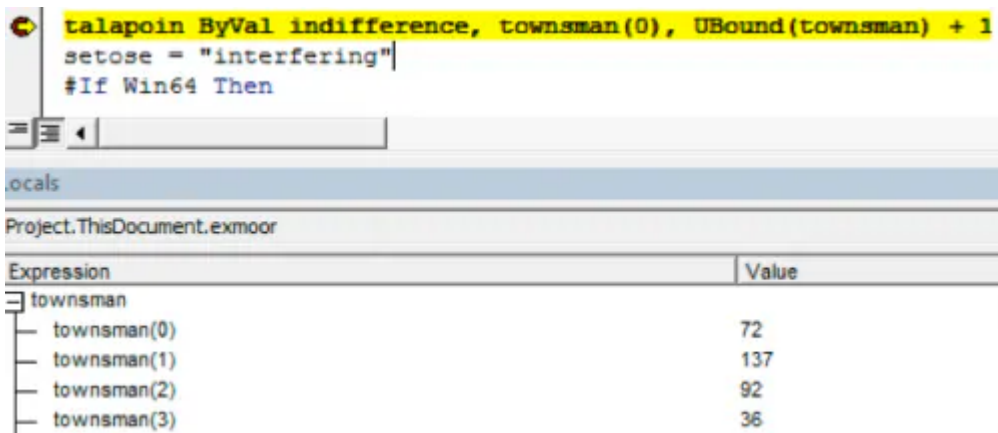 talapoin ByVal indifference, townsman(0), UBound(townsman) + 1
setose = "interfering"
#If Win64 Then
ocals
Project.ThisDocument.exmoor
Expression Value
townsman
townsman(0) 72
townsman(1) 137
townsman(2) 92
townsman(3) 36